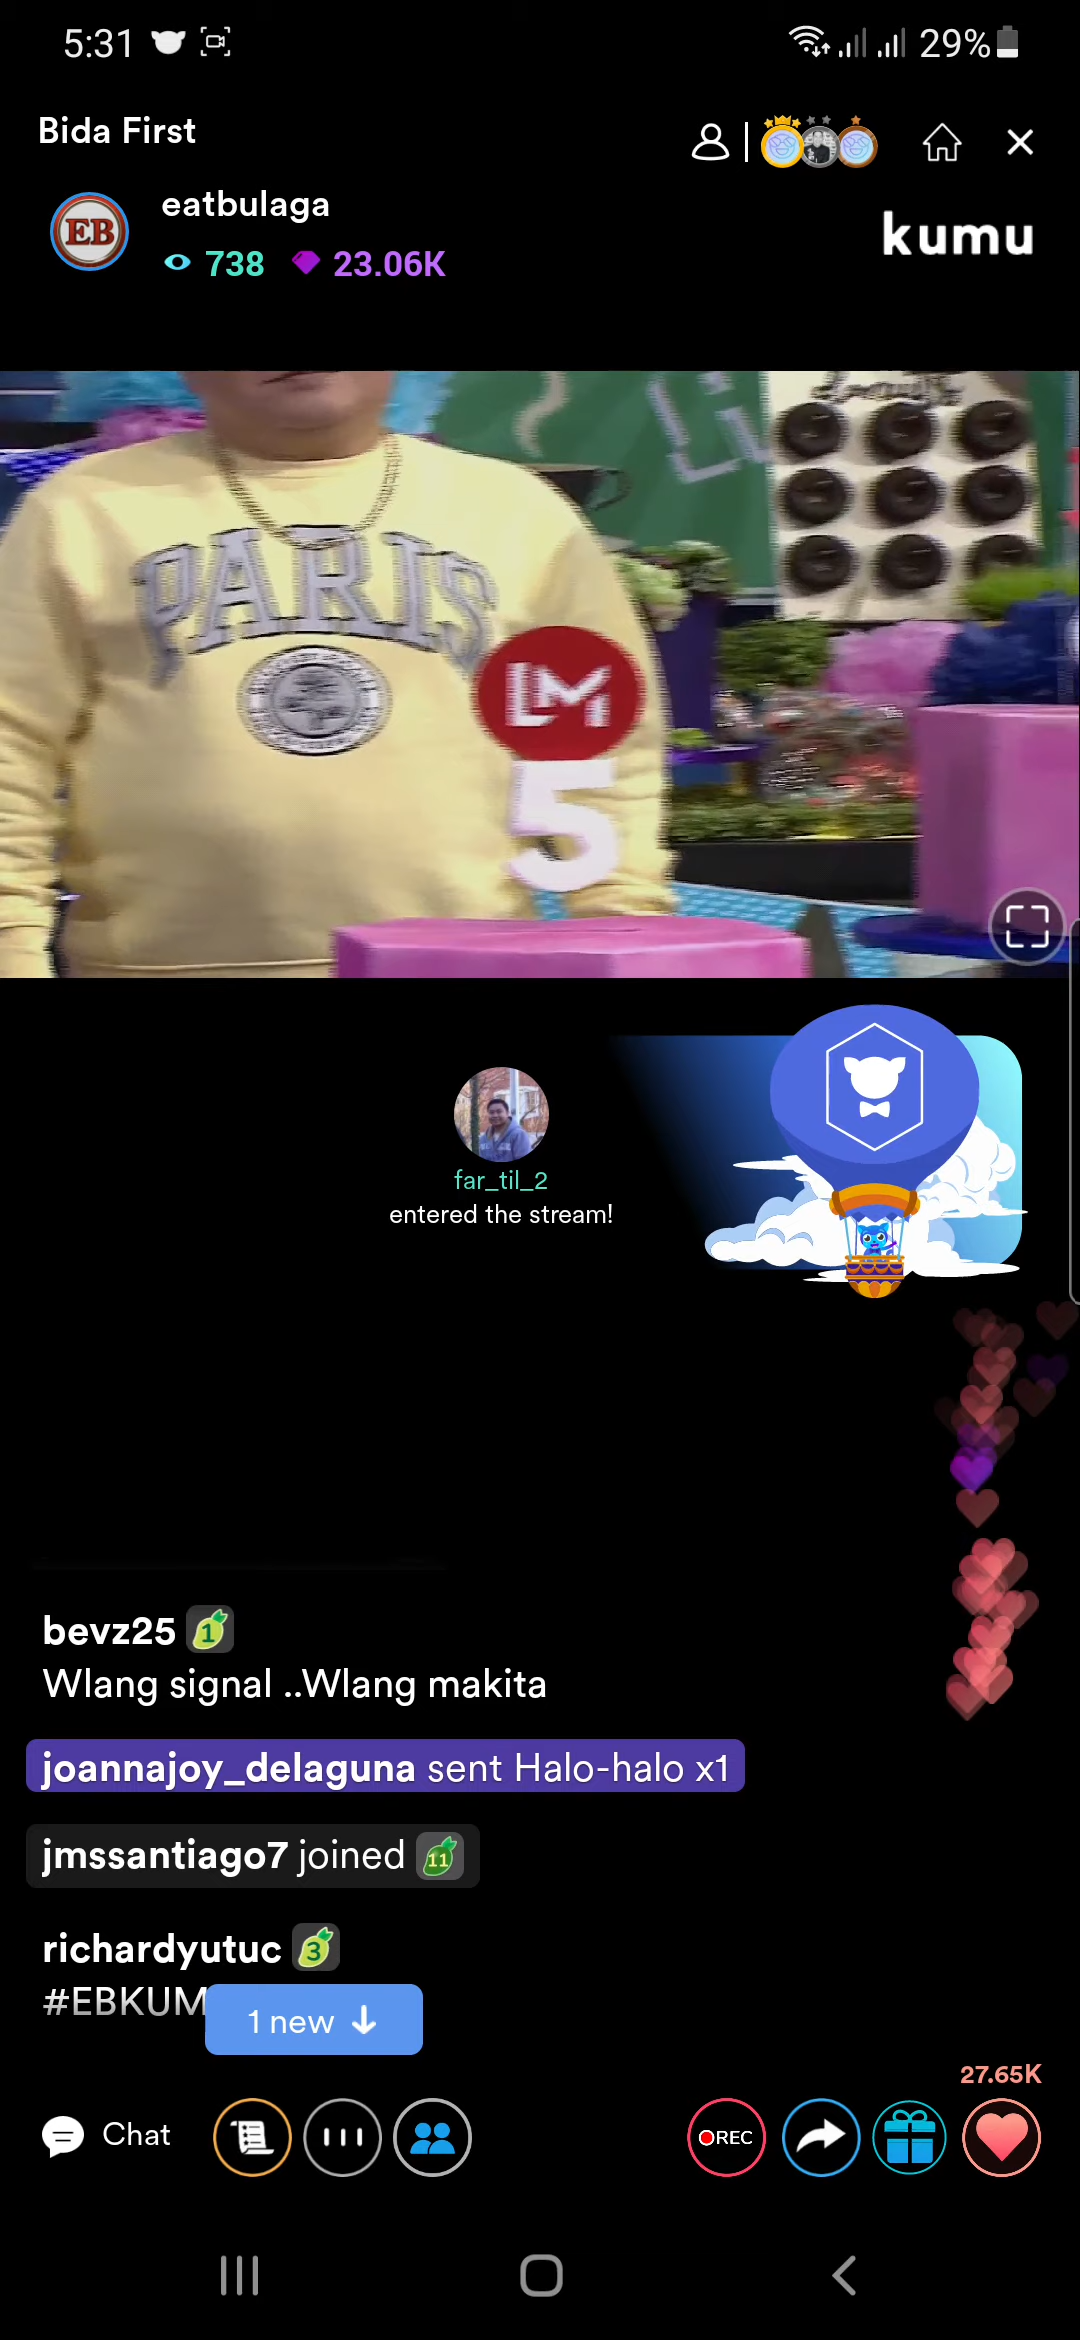 5:31
29%
Bida First
eatbulaga
EB
738
23.06K
kumu
PARIS
LM
5
far_til_2
entered the stream!
bevz25 1
Wlang signal ..Wlang makita
joannajoy_delaguna sent Halo-halo x1
jmssantiago7 joined 11
richardyutuc 3
#EBKUM
1 new
27.65K
Chat
REC